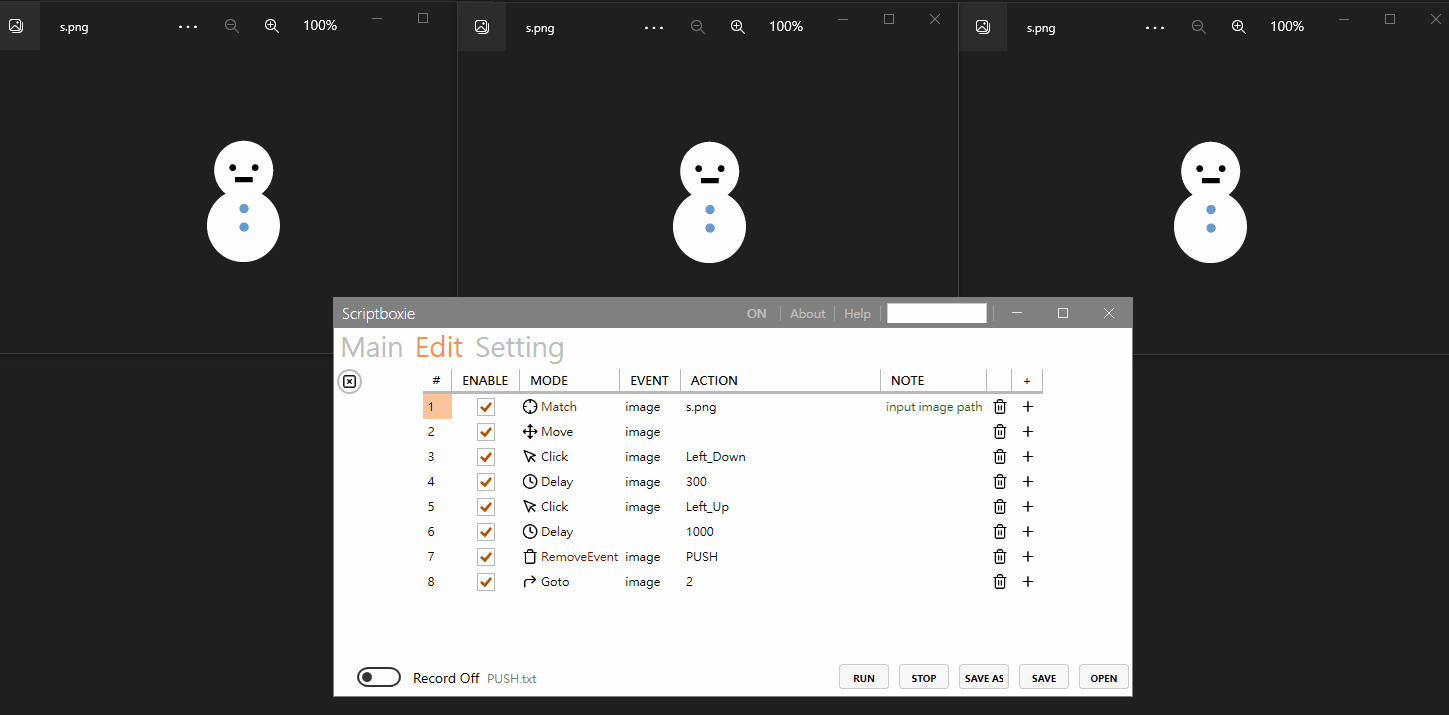 s.png ... 100%
s.png ... 100%
s.png ... 100%
Scriptboxie ON About Help
Main Edit Setting
# ENABLE MODE EVENT ACTION NOTE +
1 Match image s.png input image path +
2 Move image +
3 Click image Left_Down +
4 Delay image 300 +
5 Click image Left_Up +
6 Delay 1000 +
7 RemoveEvent image PUSH +
8 Goto image 2 +
Record Off PUSH.txt RUN STOP SAVE AS SAVE OPEN